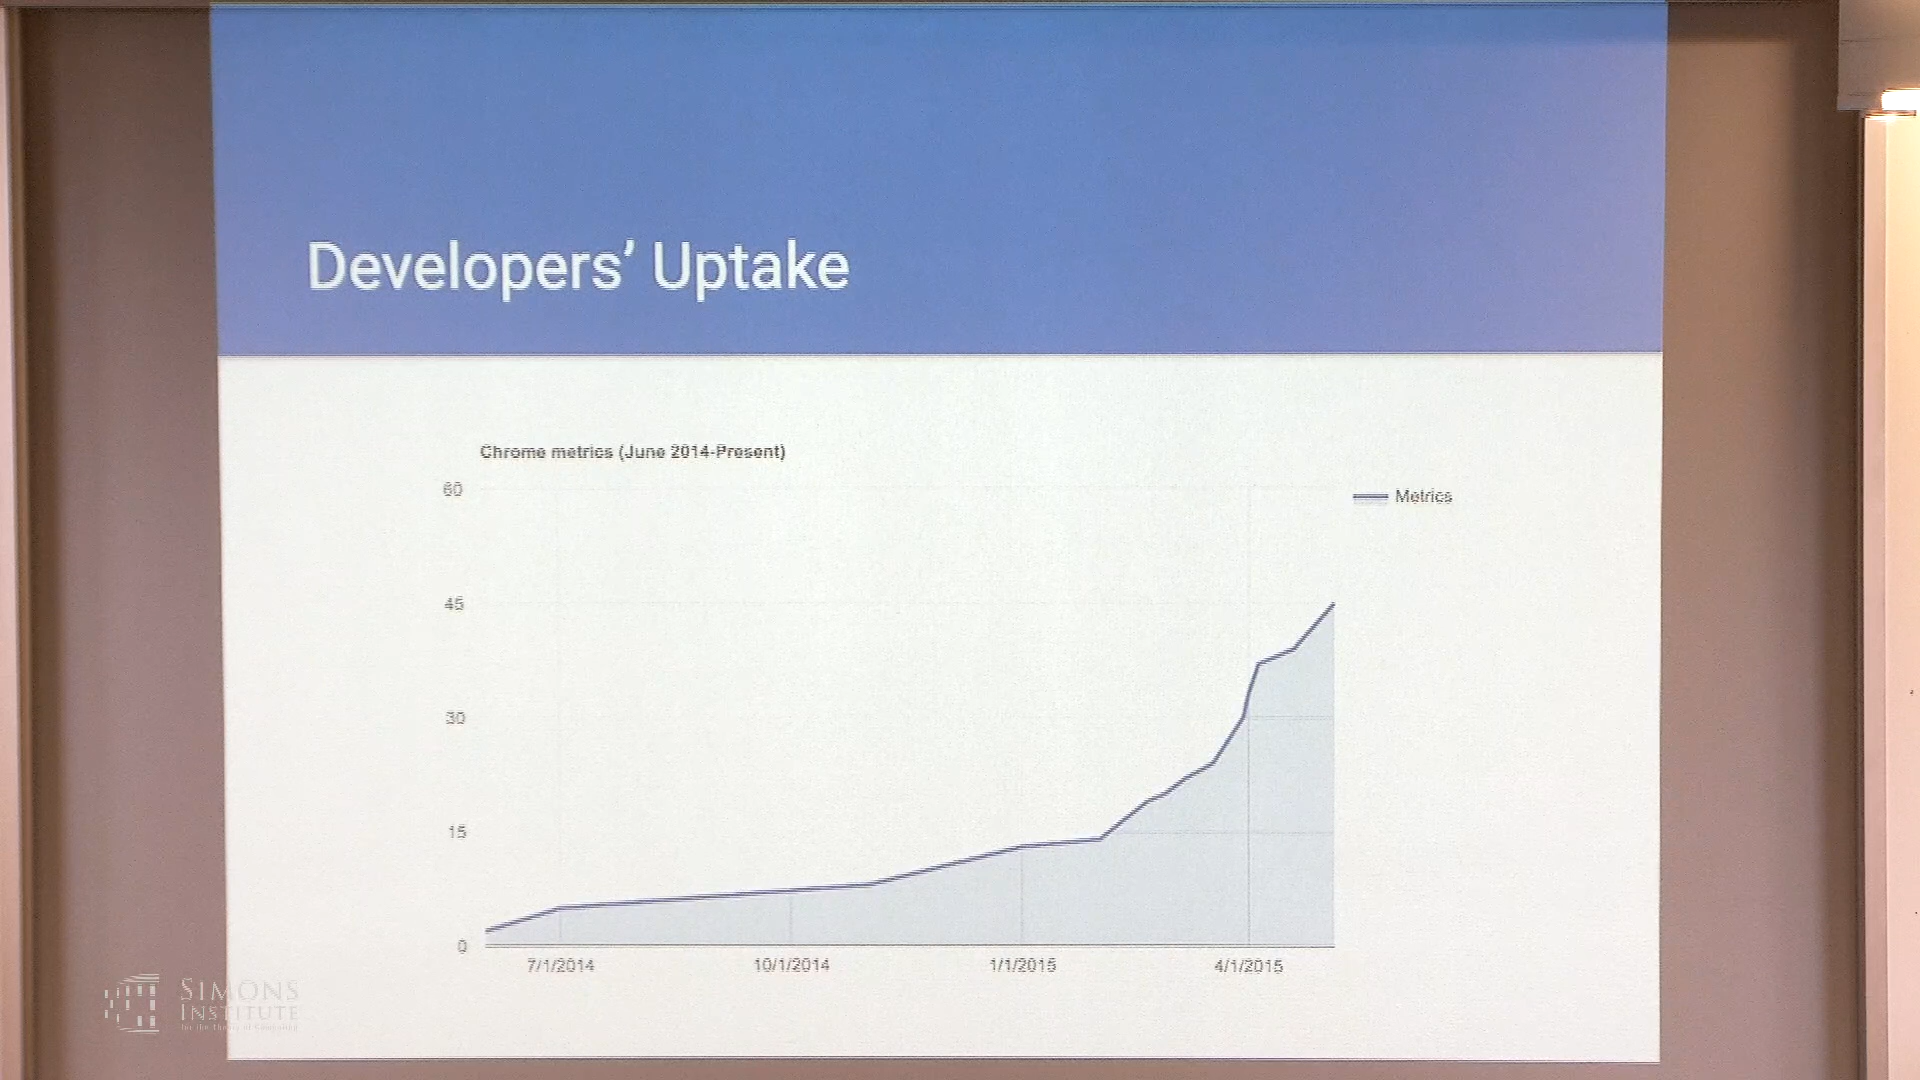 Developers’ Uptake
Chrome metrics (June 2014-Present)
60
Metrics
45
30
15
0
7/1/2014 10/1/2014 1/1/2015 4/1/2015
SIMONS
INSTITUTE